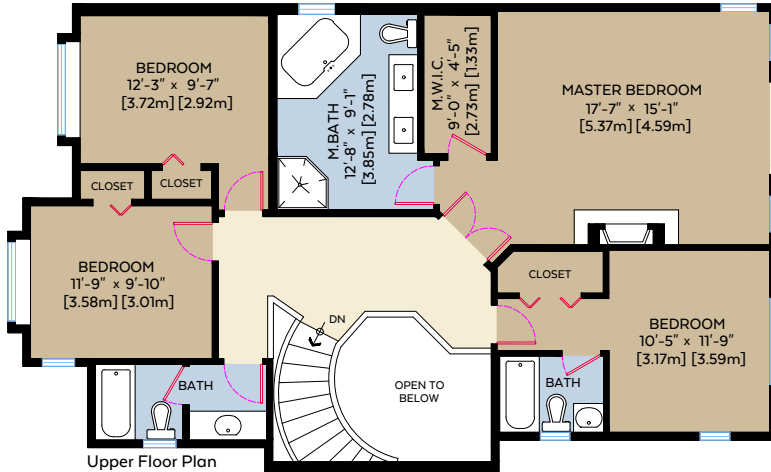 BEDROOM
12'-3" x 9'-7"
[3.72m] [2.92m]
M.BATH
12'-8" x 9'-1"
[3.85m] [2.78m]
M.W.I.C.
9'-0" x 4'-5"
[2.73m] [1.33m]
MASTER BEDROOM
17'-7" x 15'-1"
[5.37m] [4.59m]
CLOSET
CLOSET
BEDROOM
11'-9" x 9'-10"
[3.58m] [3.01m]
CLOSET
DN
BEDROOM
10'-5" x 11'-9"
[3.17m] [3.59m]
BATH
OPEN TO
BELOW
BATH
Upper Floor Plan